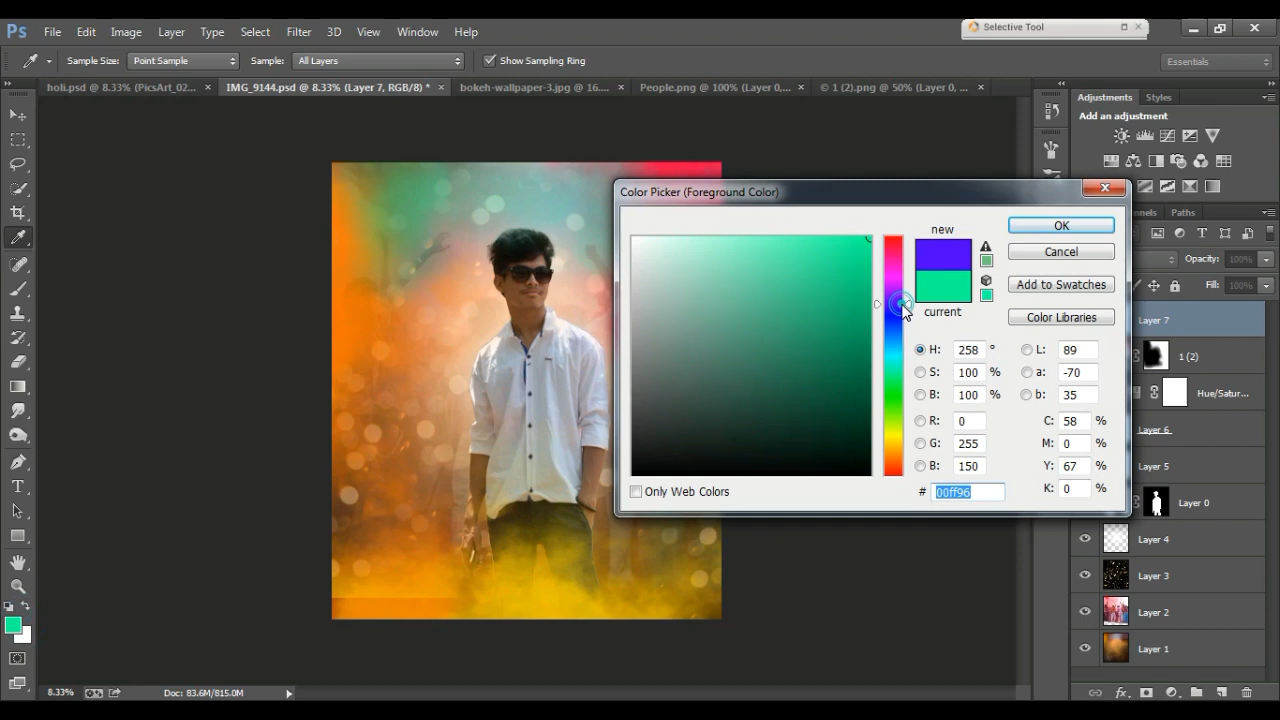 Ps File Edit Image Layer Type Select Filter 3D View Window Help
Selective Tool
Sample Size: Point Sample Sample: All Layers Show Sampling Ring Essentials
holi.psd @ 8.33% (PicsArt_02... × IMG_9144.psd @ 8.33% (Layer 7, RGB/8) * × bokeh-wallpaper-3.jpg @ 16.... × People.png @ 100% (Layer 0,... × © 1 (2).png @ 50% (Layer 0, ... ×
Adjustments Styles
Add an adjustment
Color Picker (Foreground Color)
nnels Paths
new
current
OK
Cancel
Add to Swatches
Color Libraries
H: 258 ° L: 89
S: 100 % a: -70
B: 100 % b: 35
R: 0 C: 58 %
G: 255 M: 0 %
B: 150 Y: 67 %
# 00ff96 K: 0 %
Only Web Colors
Opacity: 100%
Fill: 100%
Layer 7
1 (2)
Hue/Satur...
Layer 6
Layer 5
Layer 0
Layer 4
Layer 3
Layer 2
Layer 1
8.33% Doc: 83.6M/815.0M
fx